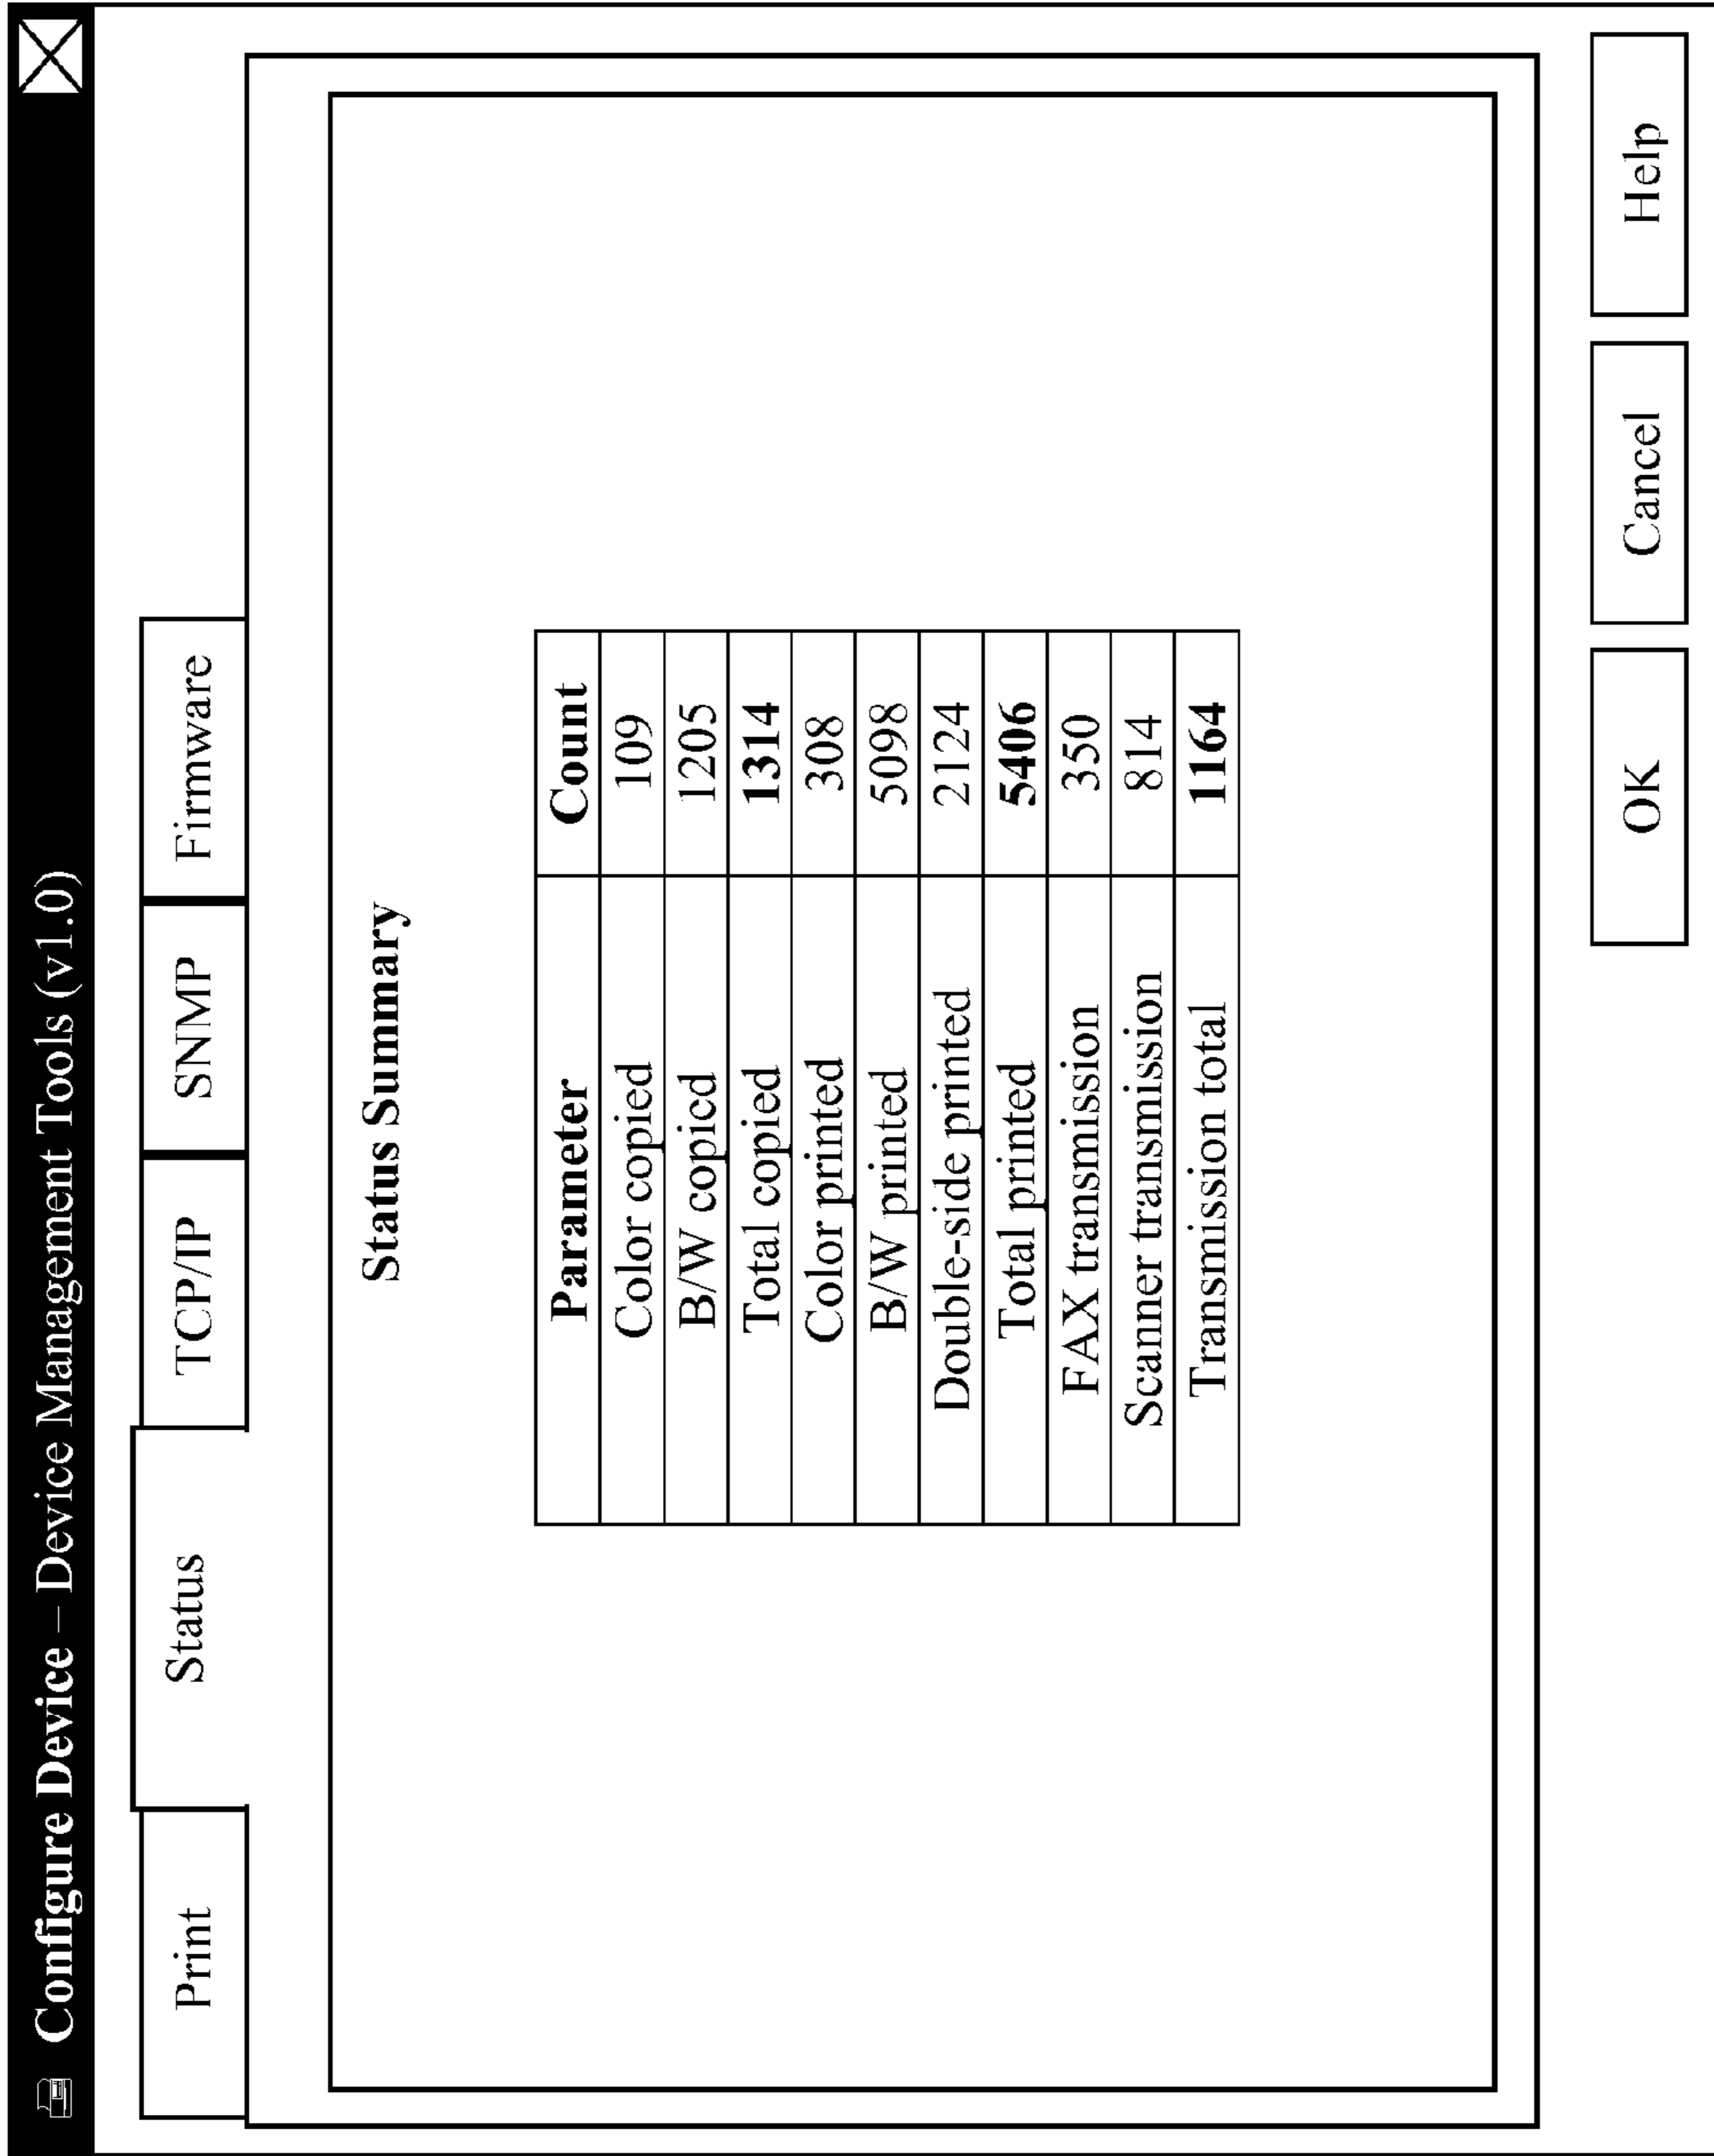 Configure Device – Device Management Tools (v1.0)
Print Status TCP/IP SNMP Firmware
Status Summary
Parameter Count
Color copied 109
B/W copied 1205
Total copied 1314
Color printed 308
B/W printed 5098
Double-side printed 2124
Total printed 5406
FAX transmission 350
Scanner transmission 814
Transmission total 1164
OK Cancel Help